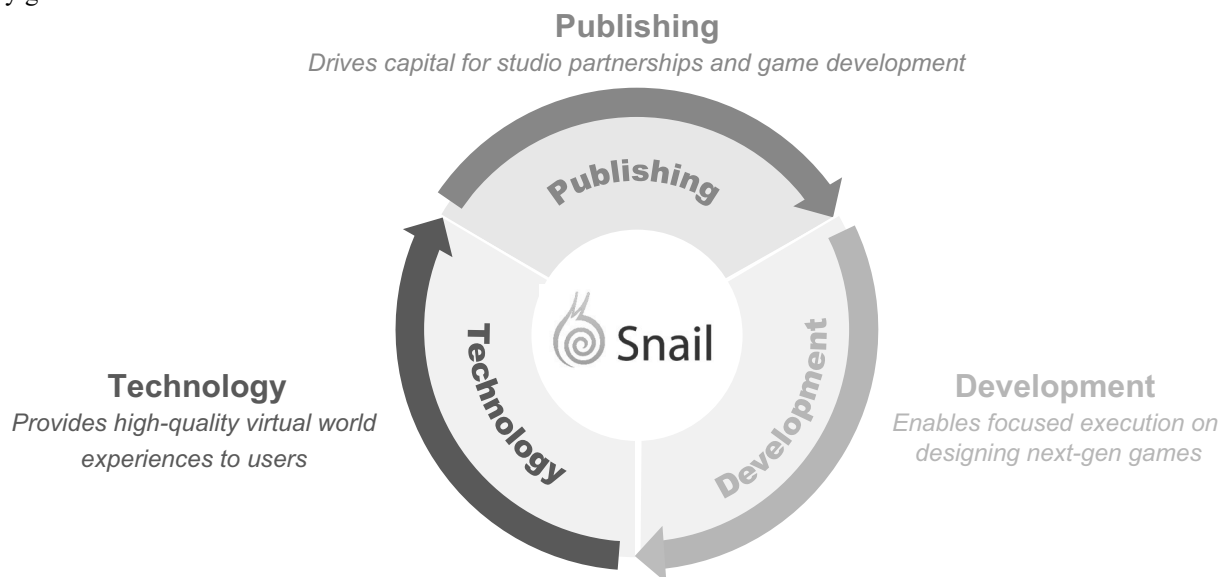 Publishing
Drives capital for studio partnerships and game development
Publishing
Snail
Technology
Development
Technology
Provides high-quality virtual world
experiences to users
Development
Enables focused execution on
designing next-gen games